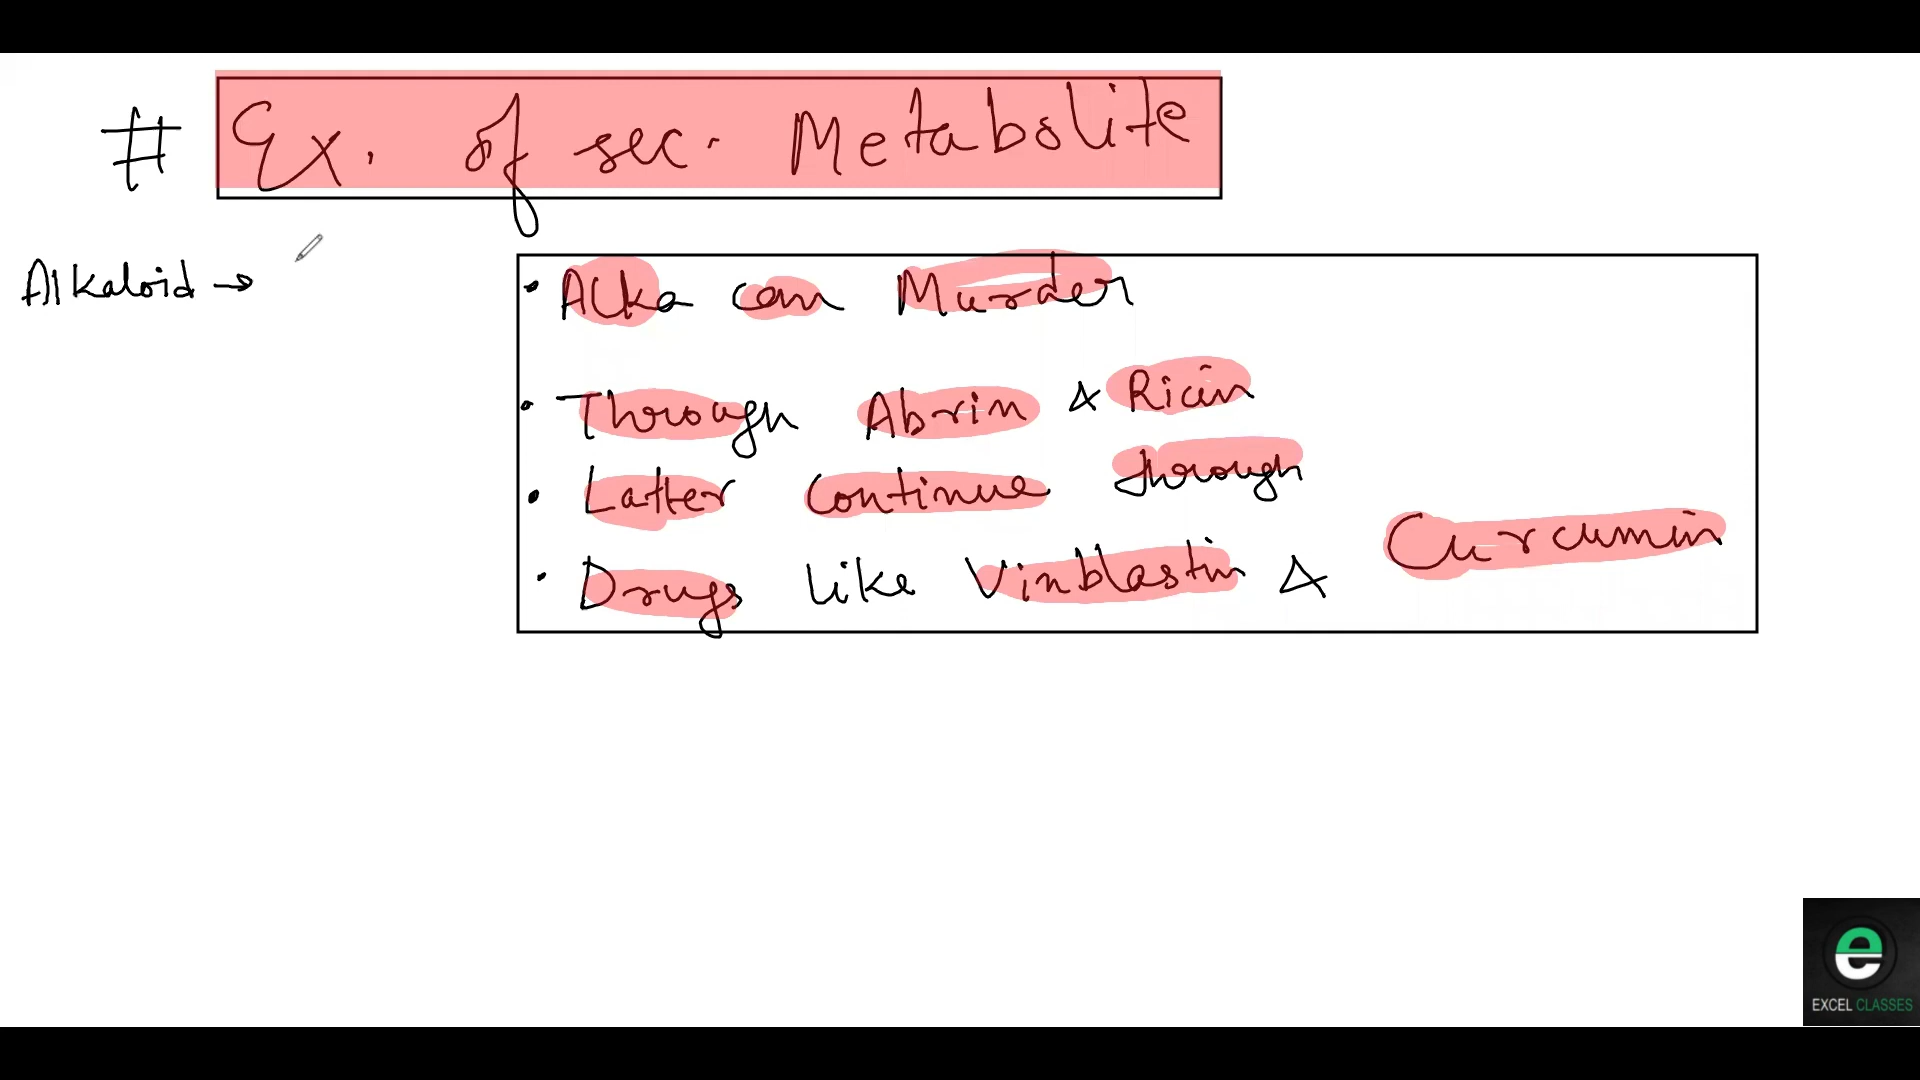 # Ex. of sec. Metabolite
Alkaloid →
• Alka can Murder
• Through Abrin & Ricin
• Latter Continue through
• Drugs like Vinblastin & Curcumin
e
EXCEL CLASSES